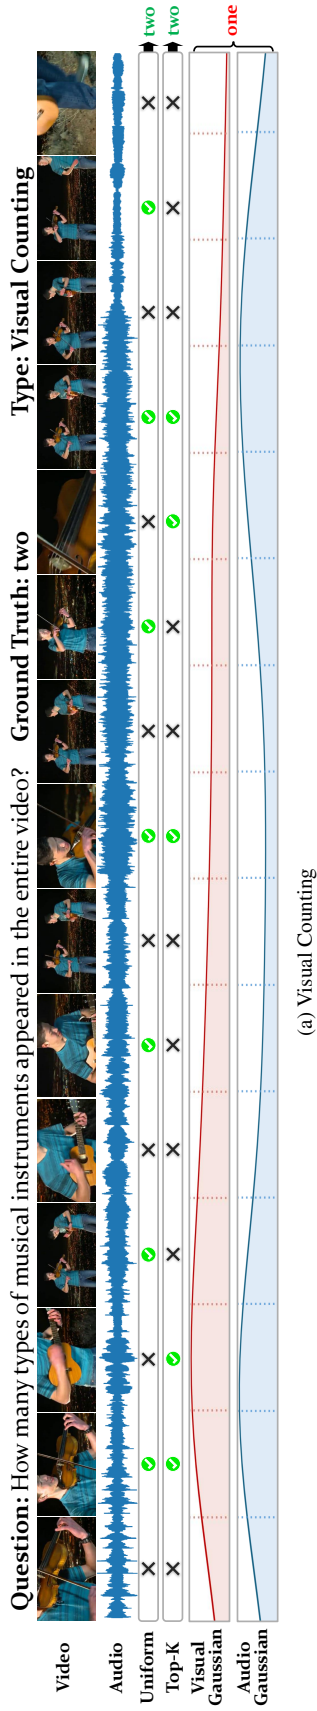 Question: How many types of musical instruments appeared in the entire video? Ground Truth: two Type: Visual Counting
Video
Audio
Uniform
two
Top-K
two
Visual
Gaussian
one
Audio
Gaussian
(a) Visual Counting